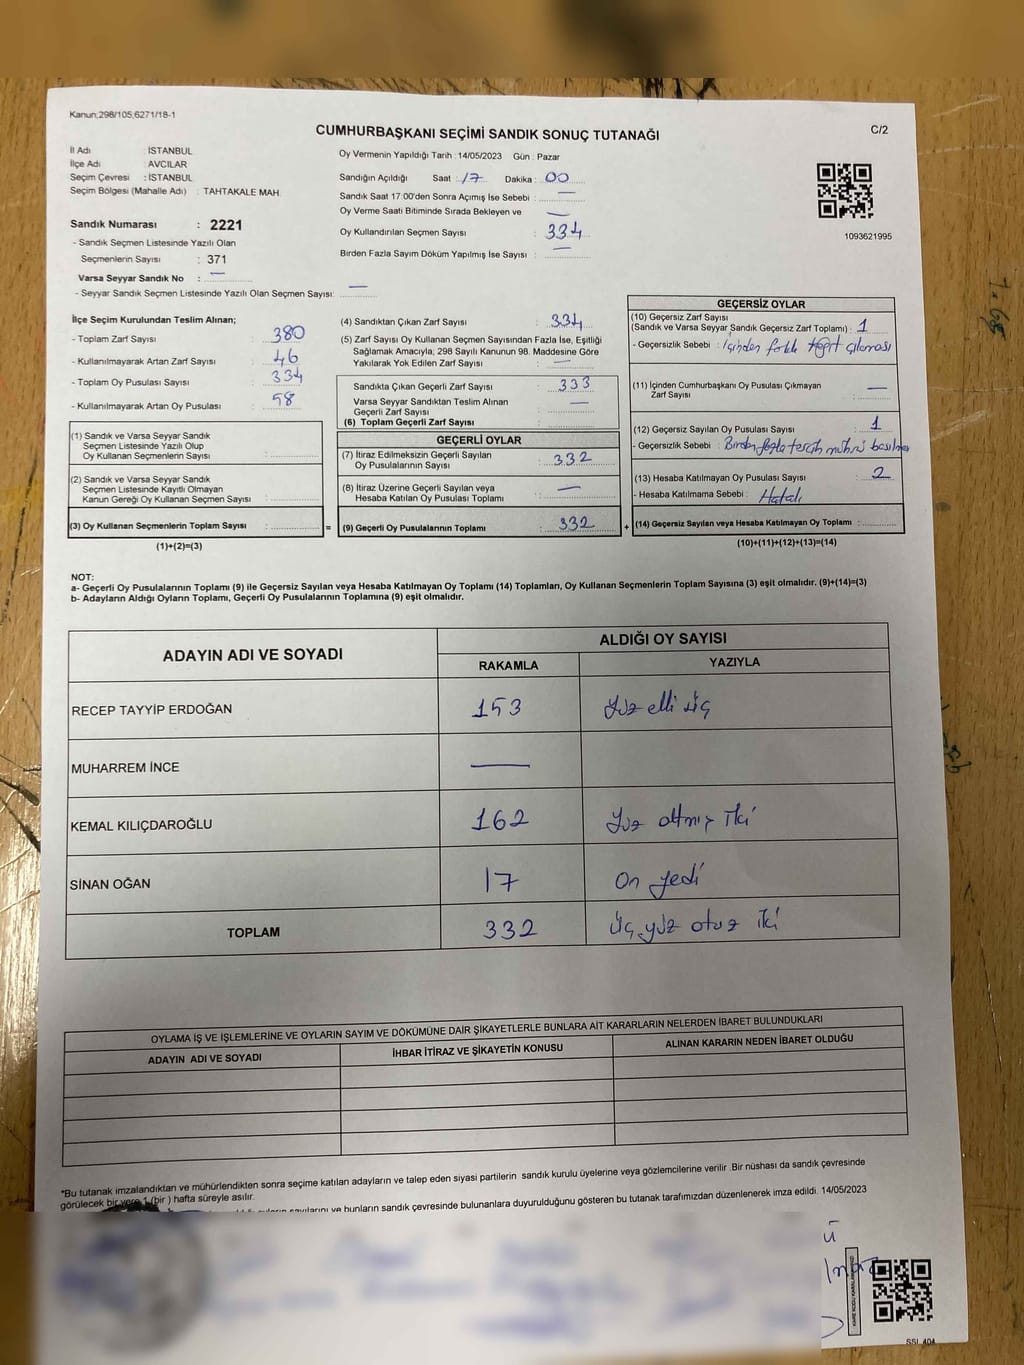 Kanun;298/105;6271/18-1
CUMHURBAŞKANI SEÇİMİ SANDIK SONUÇ TUTANAĞI
C/2
İl Adı : İSTANBUL
İlçe Adı : AVCILAR
Seçim Çevresi : İSTANBUL
Seçim Bölgesi (Mahalle Adı) : TAHTAKALE MAH.
Sandık Numarası : 2221
- Sandık Seçmen Listesinde Yazılı Olan
Seçmenlerin Sayısı : 371
Varsa Seyyar Sandık No : —
- Seyyar Sandık Seçmen Listesinde Yazılı Olan Seçmen Sayısı: —
Oy Vermenin Yapıldığı Tarih : 14/05/2023 Gün : Pazar
Sandığın Açıldığı Saat : 17 Dakika : 00
Sandık Saat 17:00'den Sonra Açımış İse Sebebi : —
Oy Verme Saati Bitiminde Sırada Bekleyen ve —
Oy Kullandırılan Seçmen Sayısı : 334
Birden Fazla Sayım Döküm Yapılmış İse Sayısı : —
1093621995
İlçe Seçim Kurulundan Teslim Alınan;
- Toplam Zarf Sayısı : 380
- Kullanılmayarak Artan Zarf Sayısı : 46
- Toplam Oy Pusulası Sayısı : 334
- Kullanılmayarak Artan Oy Pusulası : 58
(1) Sandık ve Varsa Seyyar Sandık
Seçmen Listesinde Yazılı Olup
Oy Kullanan Seçmenlerin Sayısı :
(2) Sandık ve Varsa Seyyar Sandık
Seçmen Listesinde Kayıtlı Olmayan
Kanun Gereği Oy Kullanan Seçmen Sayısı :
(3) Oy Kullanan Seçmenlerin Toplam Sayısı : =
(1)+(2)=(3)
(4) Sandıktan Çıkan Zarf Sayısı : 334
(5) Zarf Sayısı Oy Kullanan Seçmen Sayısından Fazla İse, Eşitliği
Sağlamak Amacıyla; 298 Sayılı Kanunun 98. Maddesine Göre
Yakılarak Yok Edilen Zarf Sayısı : —
Sandıkta Çıkan Geçerli Zarf Sayısı : 333
Varsa Seyyar Sandıktan Teslim Alınan —
Geçerli Zarf Sayısı :
(6) Toplam Geçerli Zarf Sayısı :
GEÇERLİ OYLAR
(7) İtiraz Edilmeksizin Geçerli Sayılan
Oy Pusulalarının Sayısı : 332
(8) İtiraz Üzerine Geçerli Sayılan veya
Hesaba Katılan Oy Pusulası Toplamı : —
(9) Geçerli Oy Pusulalarının Toplamı : 332 +
GEÇERSİZ OYLAR
(10) Geçersiz Zarf Sayısı
(Sandık ve Varsa Seyyar Sandık Geçersiz Zarf Toplamı) : 1
- Geçersizlik Sebebi : İçinden farklı çıkması
(11) İçinden Cumhurbaşkanı Oy Pusulası Çıkmayan
Zarf Sayısı : —
(12) Geçersiz Sayılan Oy Pusulası Sayısı : 1
- Geçersizlik Sebebi : Birden fazla tercih mührü basılması
(13) Hesaba Katılmayan Oy Pusulası Sayısı : 2
- Hesaba Katılmama Sebebi : Hatalı
(14) Geçersiz Sayılan veya Hesaba Katılmayan Oy Toplamı :
(10)+(11)+(12)+(13)=(14)
NOT:
a- Geçerli Oy Pusulalarının Toplamı (9) ile Geçersiz Sayılan veya Hesaba Katılmayan Oy Toplamı (14) Toplamları, Oy Kullanan Seçmenlerin Toplam Sayısına (3) eşit olmalıdır. (9)+(14)=(3)
b- Adayların Aldığı Oyların Toplamı, Geçerli Oy Pusulalarının Toplamına (9) eşit olmalıdır.
ADAYIN ADI VE SOYADI
ALDIĞI OY SAYISI
RAKAMLA YAZIYLA
RECEP TAYYİP ERDOĞAN 153 Yüz elli üç
MUHARREM İNCE —
KEMAL KILIÇDAROĞLU 162 Yüz altmış iki
SİNAN OĞAN 17 On yedi
TOPLAM 332 Üç yüz otuz iki
OYLAMA İŞ VE İŞLEMLERİNE VE OYLARIN SAYIM VE DÖKÜMÜNE DAİR ŞİKAYETLERLE BUNLARA AİT KARARLARIN NELERDEN İBARET BULUNDUKLARI
ADAYIN ADI VE SOYADI İHBAR İTİRAZ VE ŞİKAYETİN KONUSU ALINAN KARARIN NEDEN İBARET OLDUĞU
*Bu tutanak imzalandıktan ve mühürlendikten sonra seçime katılan adayların ve talep eden siyasi partilerin sandık kurulu üyelerine veya gözlemcilerine verilir .Bir nüshası da sandık çevresinde
görülecek bir yere 1 (bir ) hafta süreyle asılır.
sayılarını ve bunların sandık çevresinde bulunanlara duyurulduğunu gösteren bu tutanak tarafımızdan düzenlenerek imza edildi. 14/05/2023